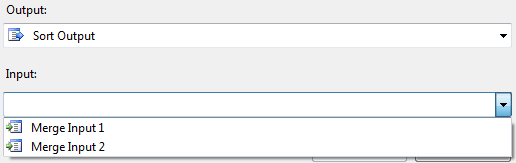 Output:
Sort Output
Input:
Merge Input 1
Merge Input 2